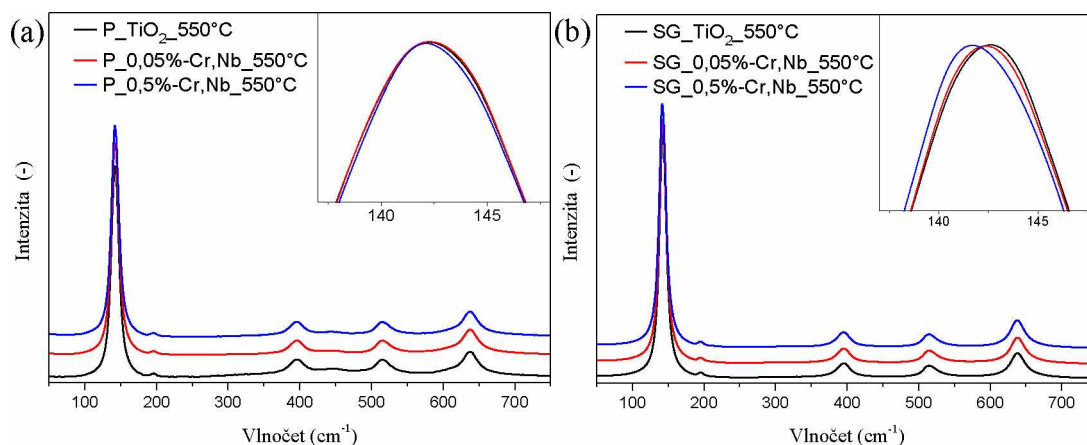 (a)
P_TiO₂_550°C
P_0,05%-Cr,Nb_550°C
P_0,5%-Cr,Nb_550°C
140 145
Intenzita (-)
100 200 300 400 500 600 700
Vlnočet (cm⁻¹)
(b)
SG_TiO₂_550°C
SG_0,05%-Cr,Nb_550°C
SG_0,5%-Cr,Nb_550°C
140 145
Intenzita (-)
100 200 300 400 500 600 700
Vlnočet (cm⁻¹)